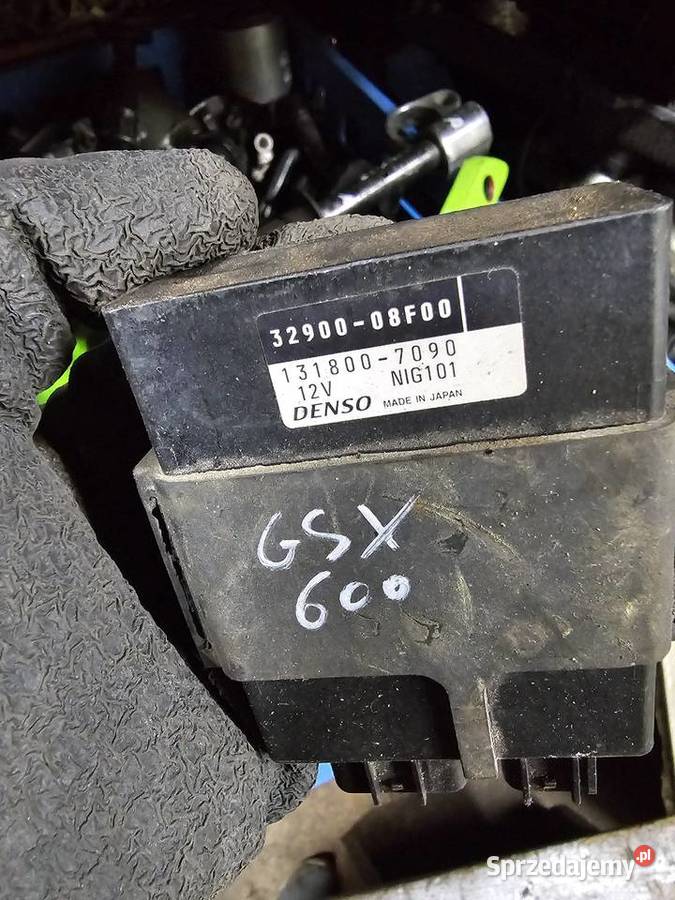 32900-08F00
131800-7090
12V NIG101
DENSO MADE IN JAPAN
GSX
600
Sprzedajemy.pl